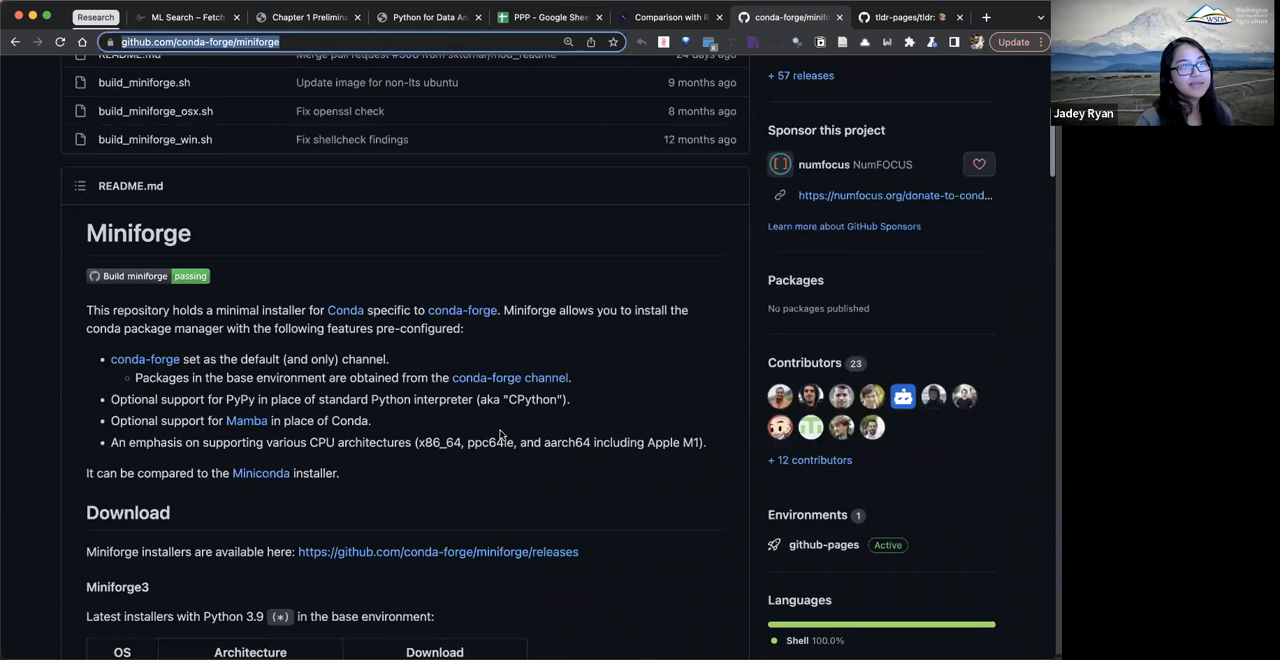 Research
ML Search – Fetch
Chapter 1 Prelimina
Python for Data An
PPP - Google Shee
Comparison with R
conda-forge/minifo
tldr-pages/tldr:
github.com/conda-forge/miniforge
Update
WSDA
Jadey Ryan
README.md
24 days ago
+ 57 releases
build_miniforge.sh
Update image for non-lts ubuntu
9 months ago
build_miniforge_osx.sh
Fix openssl check
8 months ago
build_miniforge_win.sh
Fix shellcheck findings
12 months ago
Sponsor this project
numfocus NumFOCUS
https://numfocus.org/donate-to-cond...
Learn more about GitHub Sponsors
README.md
Miniforge
Build miniforge passing
This repository holds a minimal installer for Conda specific to conda-forge. Miniforge allows you to install the
conda package manager with the following features pre-configured:
• conda-forge set as the default (and only) channel.
Packages in the base environment are obtained from the conda-forge channel.
• Optional support for PyPy in place of standard Python interpreter (aka "CPython").
• Optional support for Mamba in place of Conda.
• An emphasis on supporting various CPU architectures (x86_64, ppc64le, and aarch64 including Apple M1).
It can be compared to the Miniconda installer.
Packages
No packages published
Contributors 23
+ 12 contributors
Download
Miniforge installers are available here: https://github.com/conda-forge/miniforge/releases
Miniforge3
Latest installers with Python 3.9 (*) in the base environment:
OS Architecture Download
Environments 1
github-pages Active
Languages
Shell 100.0%